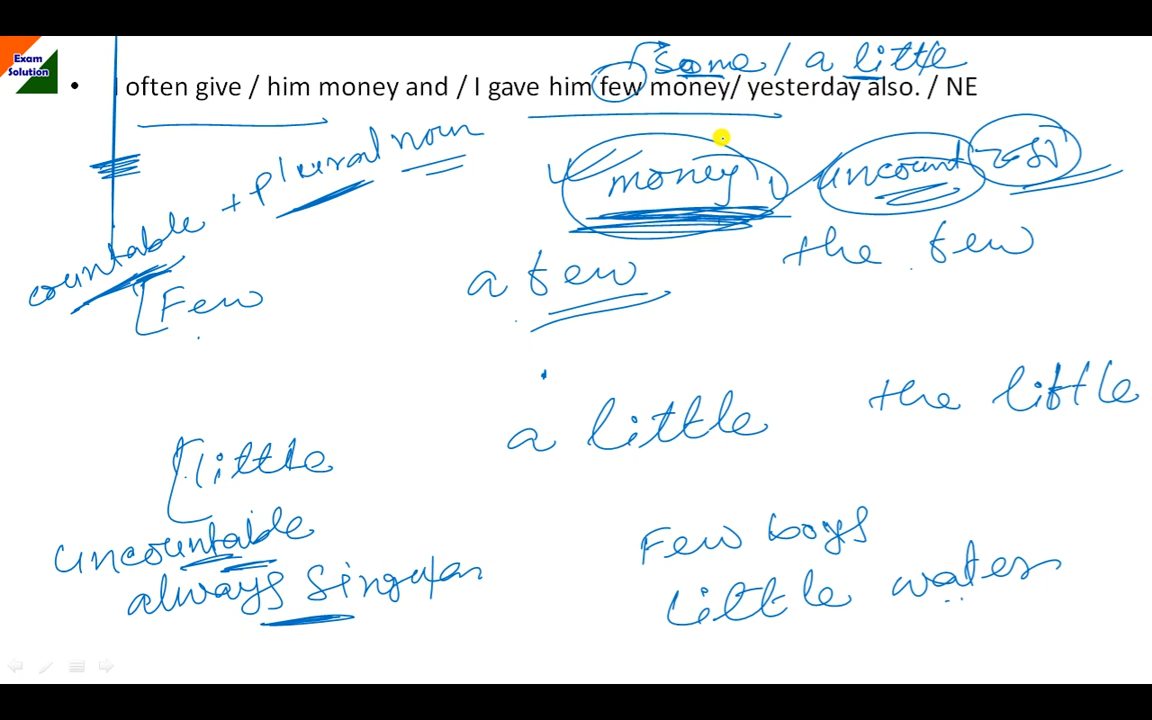 Exam
Solution
some / a little
• I often give / him money and / I gave him few money/ yesterday also. / NE
countable + plural noun
money uncount
a few the few
Few
a little the little
little
uncountable
always singular
Few boys
little water